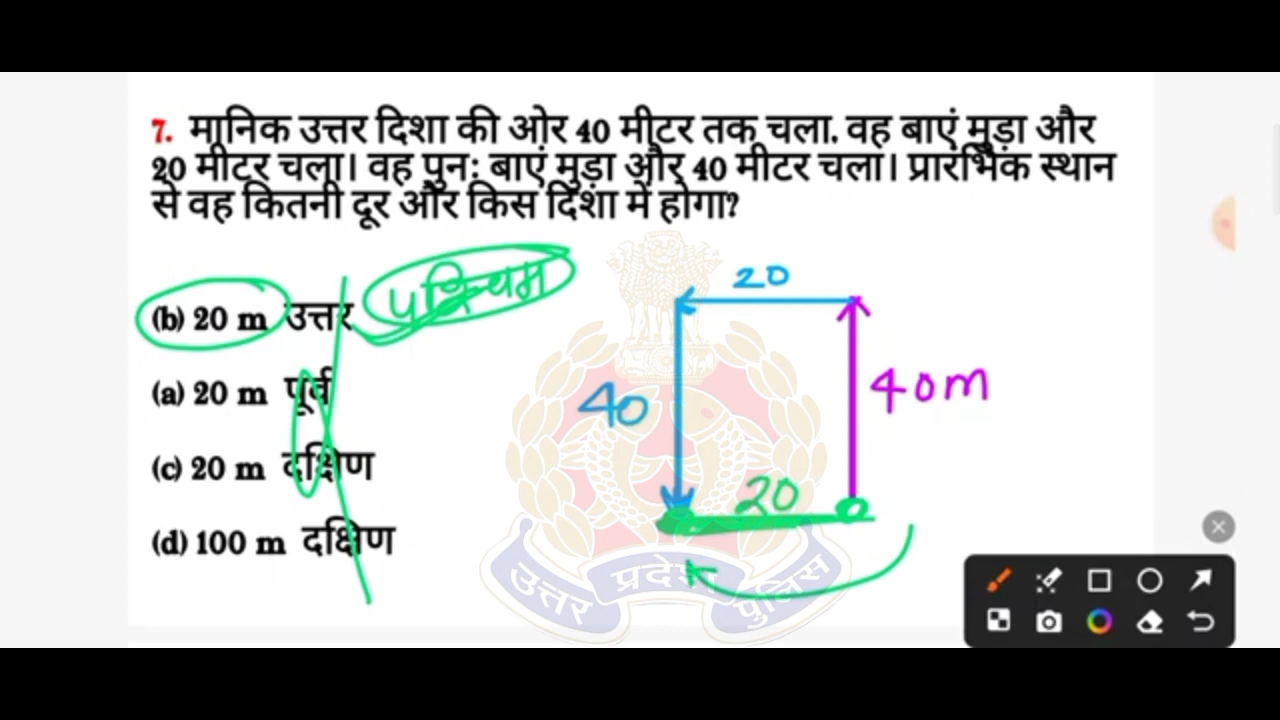 7. मानिक उत्तर दिशा की ओर 40 मीटर तक चला. वह बाएं मुड़ा और
20 मीटर चला। वह पुनः बाएं मुड़ा और 40 मीटर चला। प्रारंभिक स्थान
से वह कितनी दूर और किस दिशा में होगा?
(b) 20 m उत्तर पश्चिम
(a) 20 m पूर्व
(c) 20 m दक्षिण
(d) 100 m दक्षिण
20
40
40m
20
उत्तर प्रदेश पुलिस